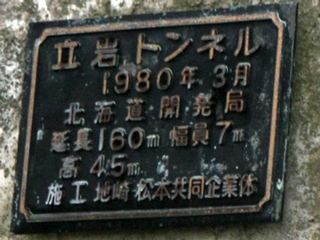 立岩トンネル
1980年3月
北海道開発局
延長160m 幅員7m
高4.5m
施工 地崎・松本共同企業体